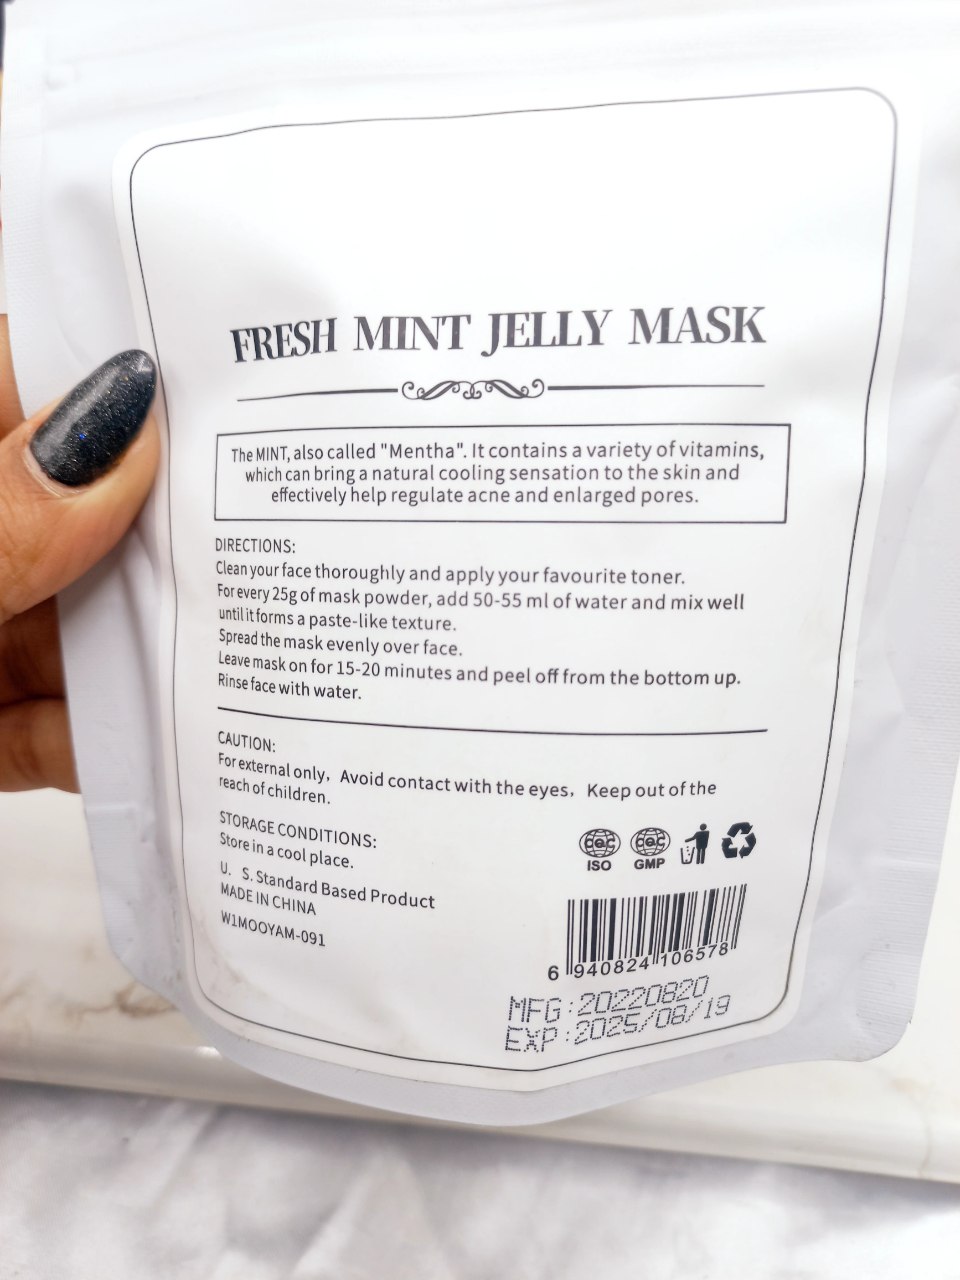 FRESH MINT JELLY MASK
The MINT, also called "Mentha". It contains a variety of vitamins,
which can bring a natural cooling sensation to the skin and
effectively help regulate acne and enlarged pores.
DIRECTIONS:
Clean your face thoroughly and apply your favourite toner.
For every 25g of mask powder, add 50-55 ml of water and mix well
until it forms a paste-like texture.
Spread the mask evenly over face.
Leave mask on for 15-20 minutes and peel off from the bottom up.
Rinse face with water.
CAUTION:
For external only, Avoid contact with the eyes, Keep out of the
reach of children.
STORAGE CONDITIONS:
Store in a cool place.
U. S. Standard Based Product
MADE IN CHINA
W1MOOYAM-091
CQC CQC
ISO GMP
6 940824 106578
MFG:20220820
EXP:2025/08/19